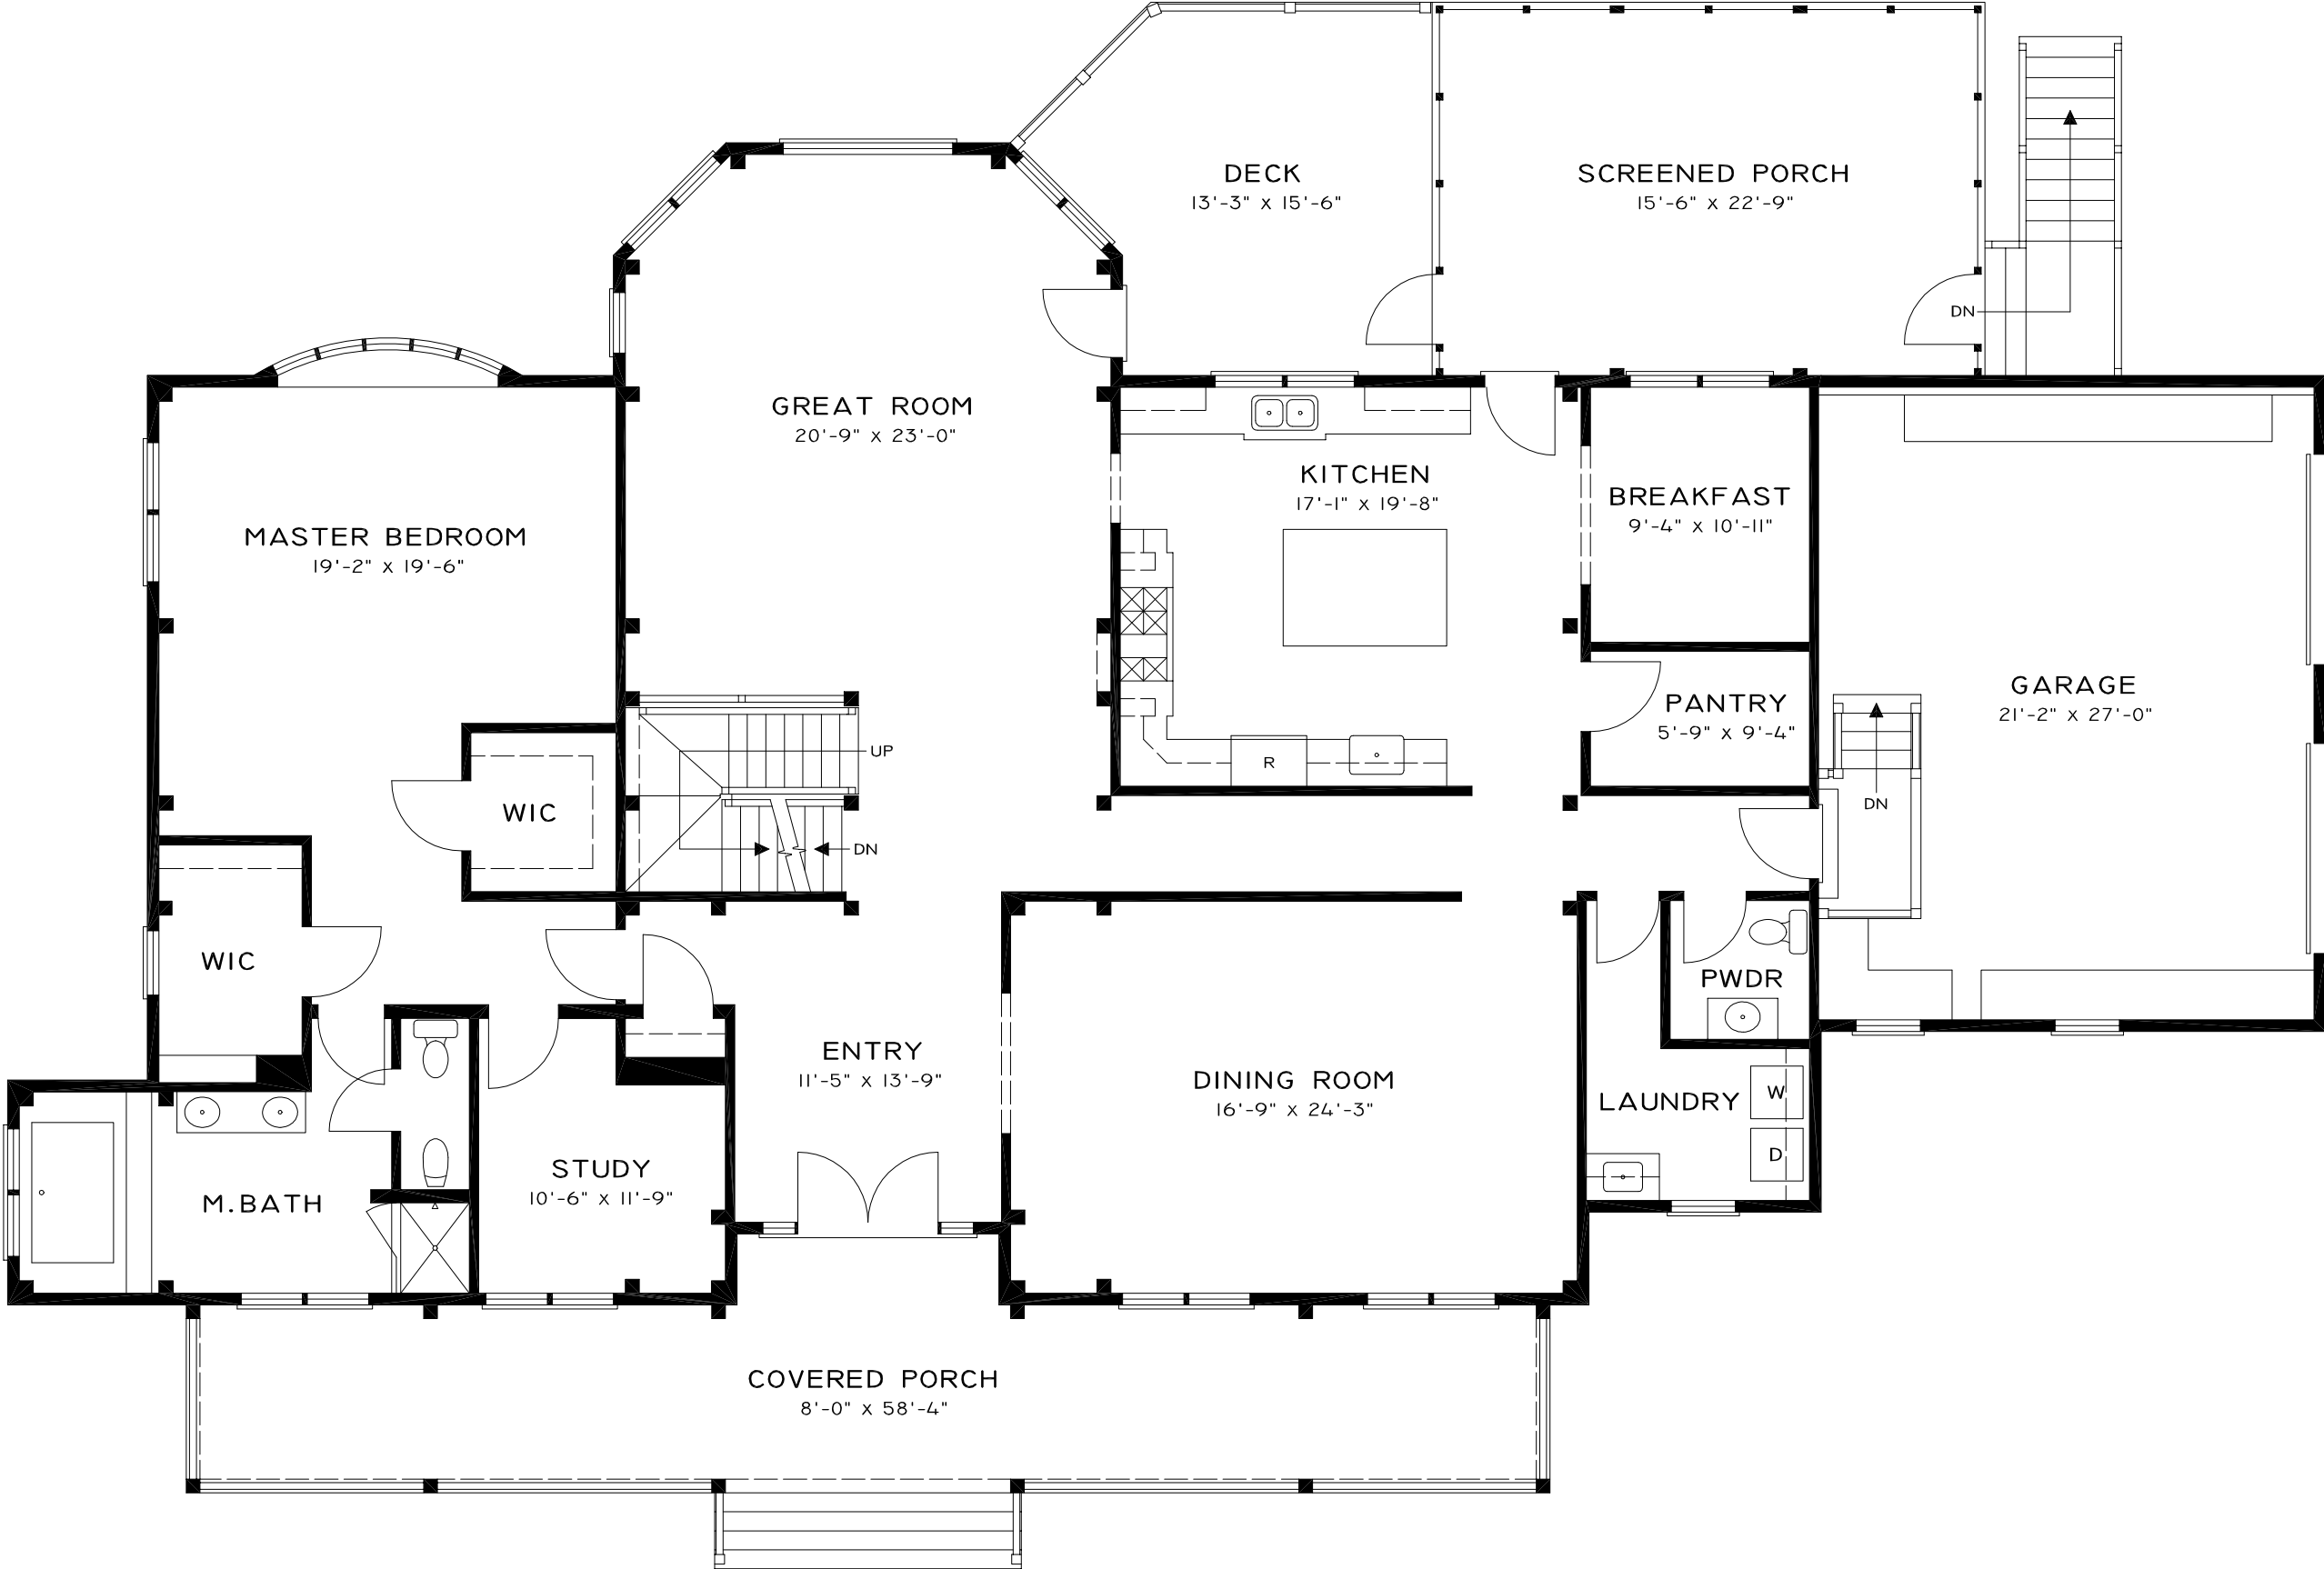 DECK
13'-3" X 15'-6"
SCREENED PORCH
15'-6" X 22'-9"
DN
GREAT ROOM
20'-9" X 23'-0"
KITCHEN
17'-1" X 19'-8"
BREAKFAST
9'-4" X 10'-11"
MASTER BEDROOM
19'-2" X 19'-6"
GARAGE
21'-2" X 27'-0"
PANTRY
5'-9" X 9'-4"
UP
R
DN
WIC
DN
WIC
PWDR
ENTRY
11'-5" X 13'-9"
DINING ROOM
16'-9" X 24'-3"
LAUNDRY
W
D
STUDY
10'-6" X 11'-9"
M.BATH
COVERED PORCH
8'-0" X 58'-4"